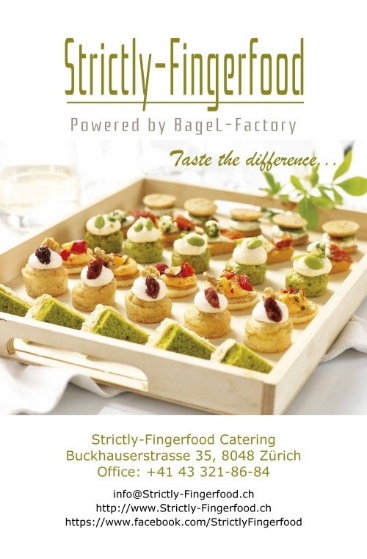 Strictly-Fingerfood
Powered by BageL-Factory
Taste the difference...
Strictly-Fingerfood Catering
Buckhauserstrasse 35, 8048 Zürich
Office: +41 43 321-86-84
info@Strictly-Fingerfood.ch
http://www.Strictly-Fingerfood.ch
https://www.facebook.com/StrictlyFingerfood